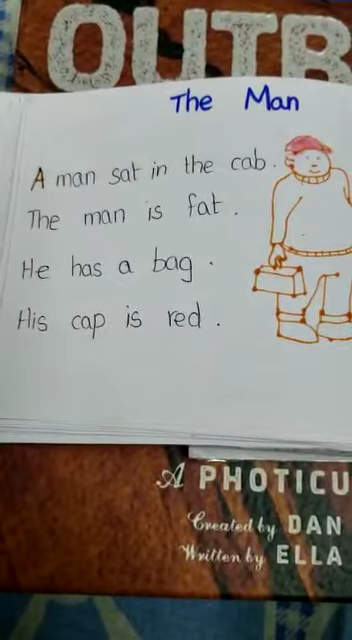 OUTB
The Man
A man sat in the cab.
The man is fat.
He has a bag.
His cap is red.
A PHOTICU
Created by DAN
Written by ELLA